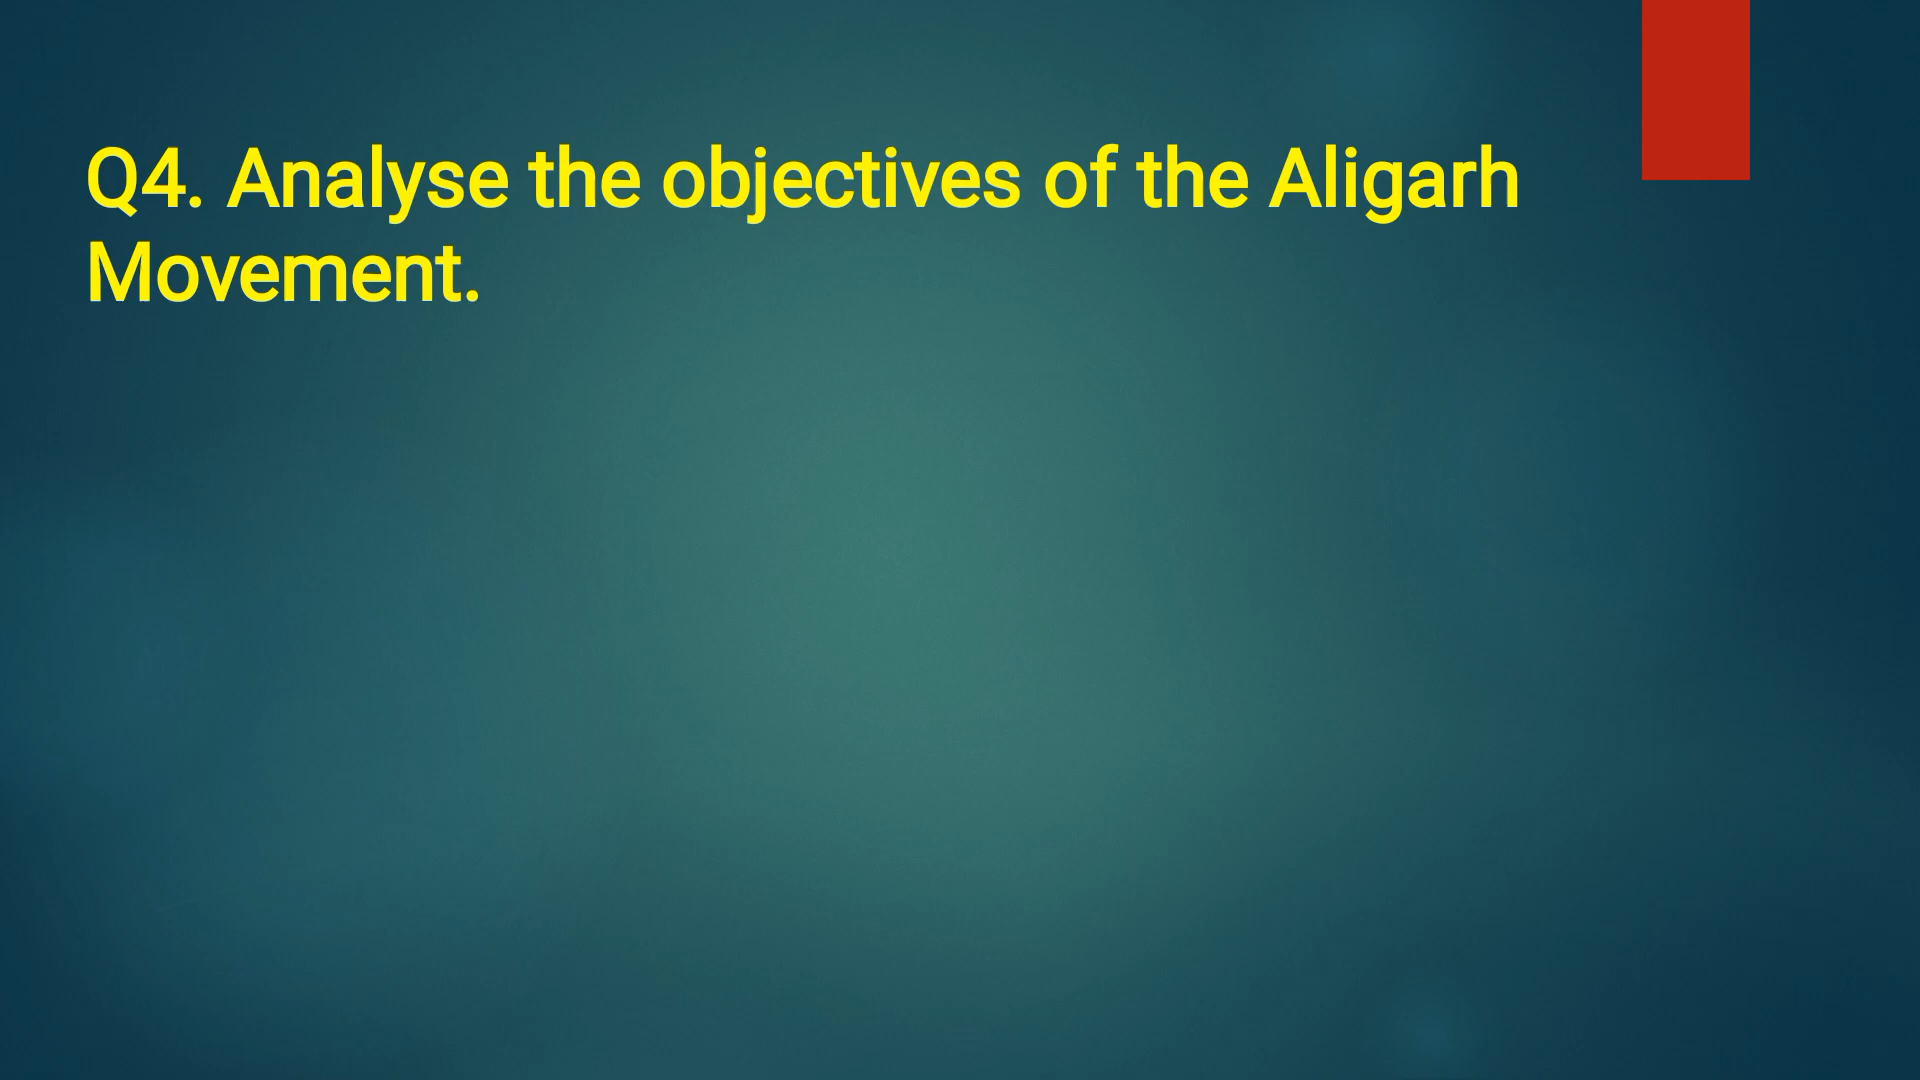 Q4. Analyse the objectives of the Aligarh
Movement.